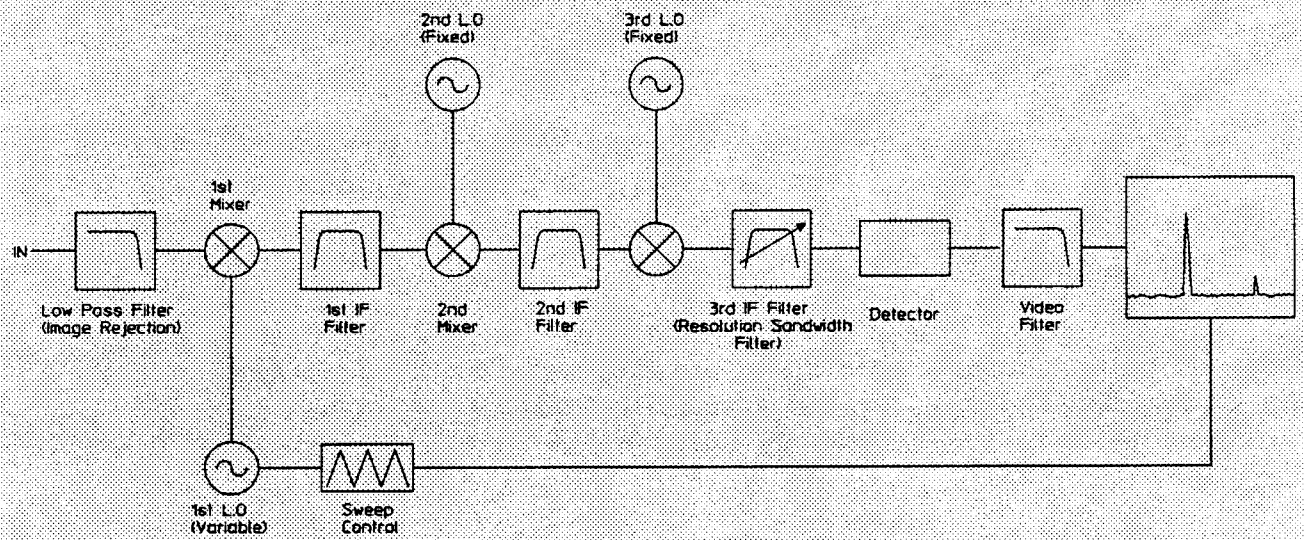 2nd L.O
(Fixed)
3rd L.O
(Fixed)
1st
Mixer
IN
Low Pass Filter
(Image Rejection)
1st IF
Filter
2nd
Mixer
2nd IF
Filter
3rd IF Filter
(Resolution Sandwidth
Filter)
Detector
Video
Filter
1st L.O
(Variable)
Sweep
Control